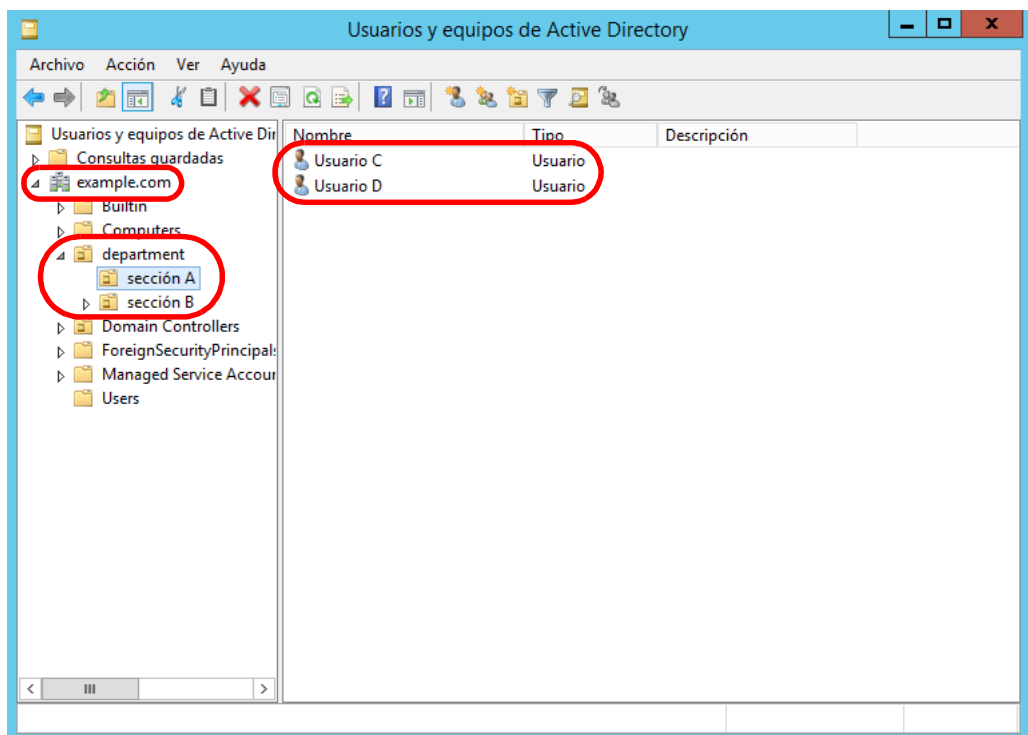 Usuarios y equipos de Active Directory
Archivo Acción Ver Ayuda
Usuarios y equipos de Active Dir
Consultas guardadas
example.com
Builtin
Computers
department
sección A
sección B
Domain Controllers
ForeignSecurityPrincipals
Managed Service Accour
Users
Nombre Tipo Descripción
Usuario C Usuario
Usuario D Usuario